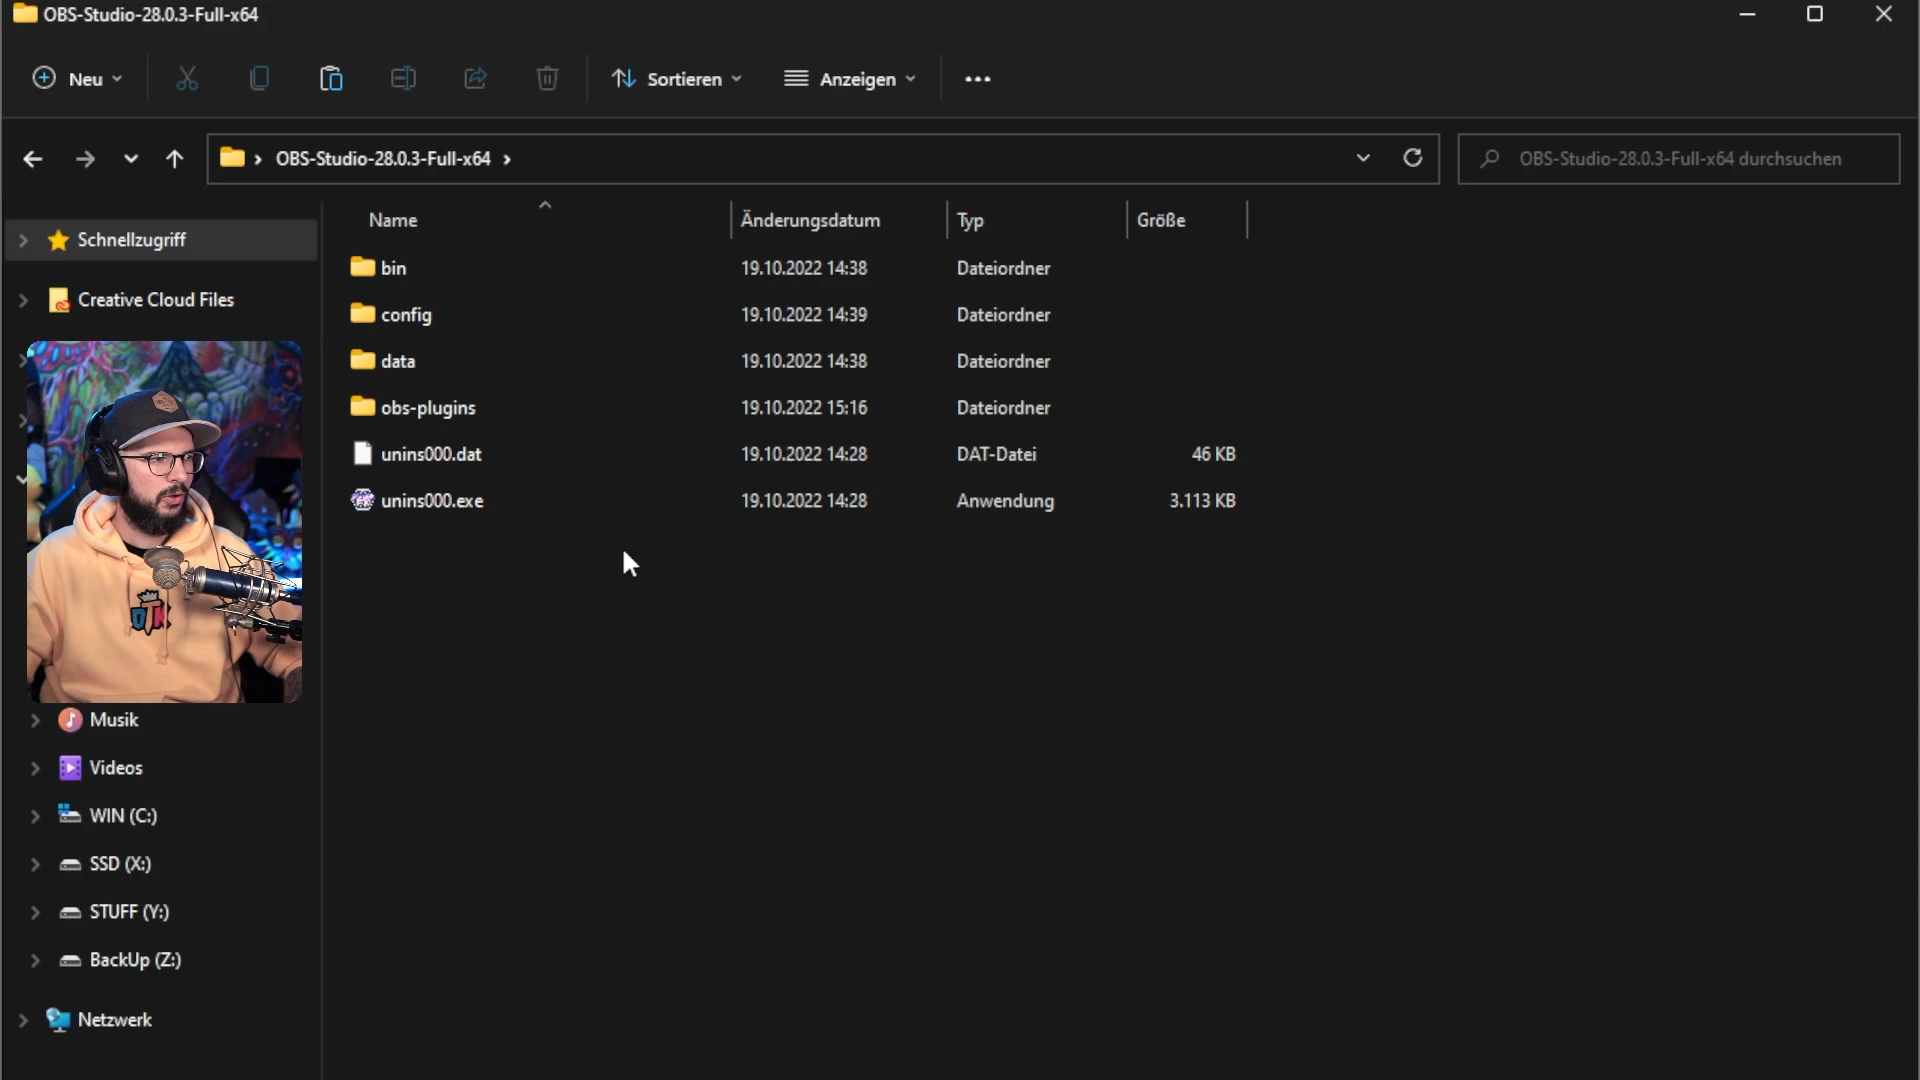 OBS-Studio-28.0.3-Full-x64
Neu
Sortieren
Anzeigen
OBS-Studio-28.0.3-Full-x64
OBS-Studio-28.0.3-Full-x64 durchsuchen
Name Änderungsdatum Typ Größe
Schnellzugriff
Creative Cloud Files
bin 19.10.2022 14:38 Dateiordner
config 19.10.2022 14:39 Dateiordner
data 19.10.2022 14:38 Dateiordner
obs-plugins 19.10.2022 15:16 Dateiordner
unins000.dat 19.10.2022 14:28 DAT-Datei 46 KB
unins000.exe 19.10.2022 14:28 Anwendung 3.113 KB
DTK
Musik
Videos
WIN (C:)
SSD (X:)
STUFF (Y:)
BackUp (Z:)
Netzwerk